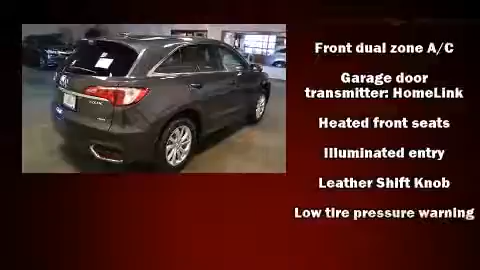 Front dual zone A/C
Garage door
transmitter: HomeLink
Heated front seats
Illuminated entry
Leather Shift Knob
Low tire pressure warning